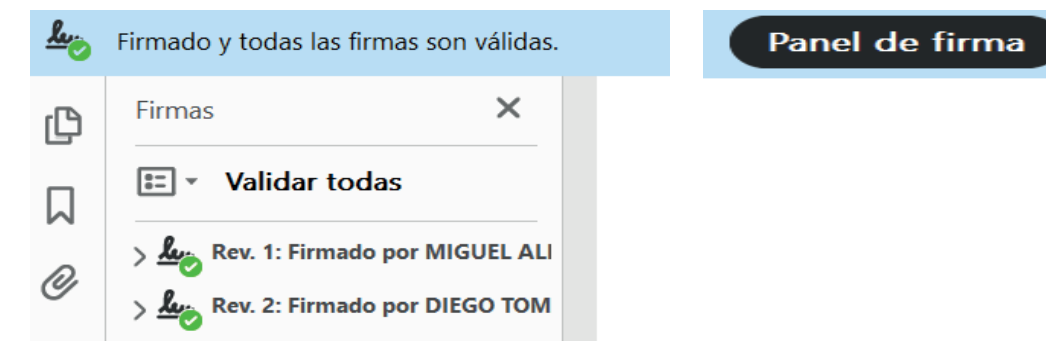 Firmado y todas las firmas son válidas.
Panel de firma
Firmas
Validar todas
Rev. 1: Firmado por MIGUEL
Rev. 2: Firmado por DIEGO TOM